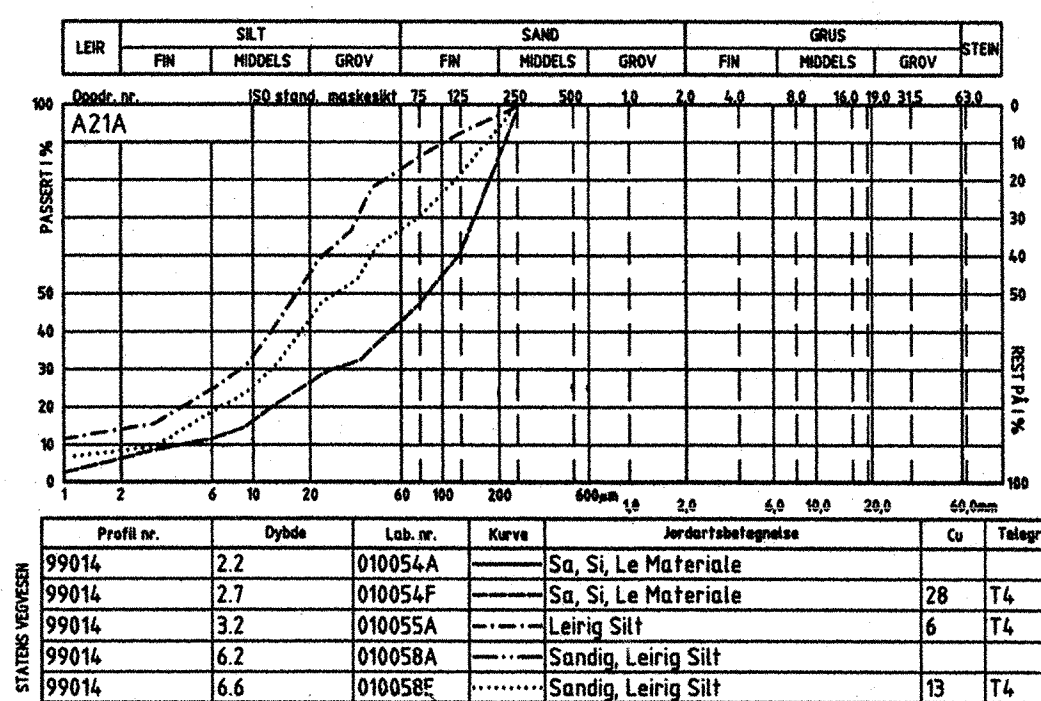 LEIR SILT SAND GRUS STEIN
FIN MIDDELS GROV FIN MIDDELS GROV FIN MIDDELS GROV
Oppdr. nr. ISO stand. maskesikt 75 125 250 500 1,0 2,0 4,0 8,0 16,0 19,0 31,5 63,0
A21A
PASSERT I %
100
50
40
30
20
10
0
0
10
20
30
40
50
100
REST PÅ I %
1 2 6 10 20 60 100 200 600µm 1,0 2,0 6,0 10,0 20,0 60,0mm
Profil nr. Dybde Lab. nr. Kurve Jordartsbetegnelse Cu Telegr
99014 2.2 010054A Sa, Si, Le Materiale
99014 2.7 010054F Sa, Si, Le Materiale 28 T4
99014 3.2 010055A Leirig Silt 6 T4
99014 6.2 010058A Sandig, Leirig Silt
99014 6.6 010058E Sandig, Leirig Silt 13 T4
STATENS VEGVESEN